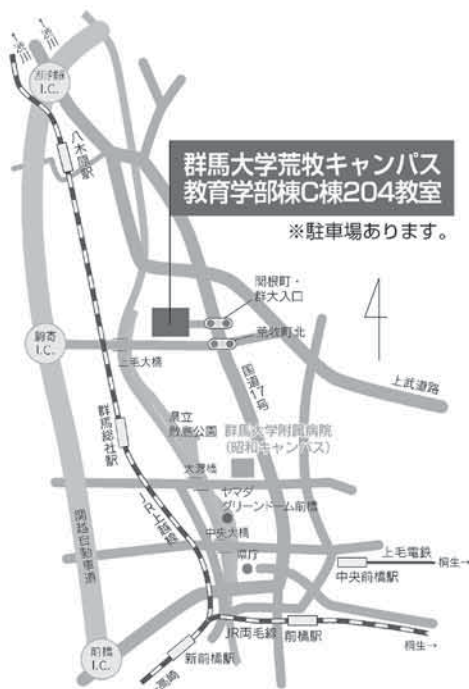 ↑渋川
↑渋川
渋川伊香保
I.C.
八木原駅
群馬大学荒牧キャンパス
教育学部棟C棟204教室
※駐車場あります。
関根町・
群大入口
荒牧町北
駒寄
I.C.
上毛大橋
国道17号
上武道路
県立
敷島公園
群馬大学附属病院
(昭和キャンパス)
群馬総社駅
大渡橋
ヤマダ
グリーンドーム前橋
JR上越線
中央大橋
関越自動車道
県庁
上毛電鉄
桐生→
中央前橋駅
JR両毛線
前橋駅
桐生→
新前橋駅
前橋
I.C.
高崎